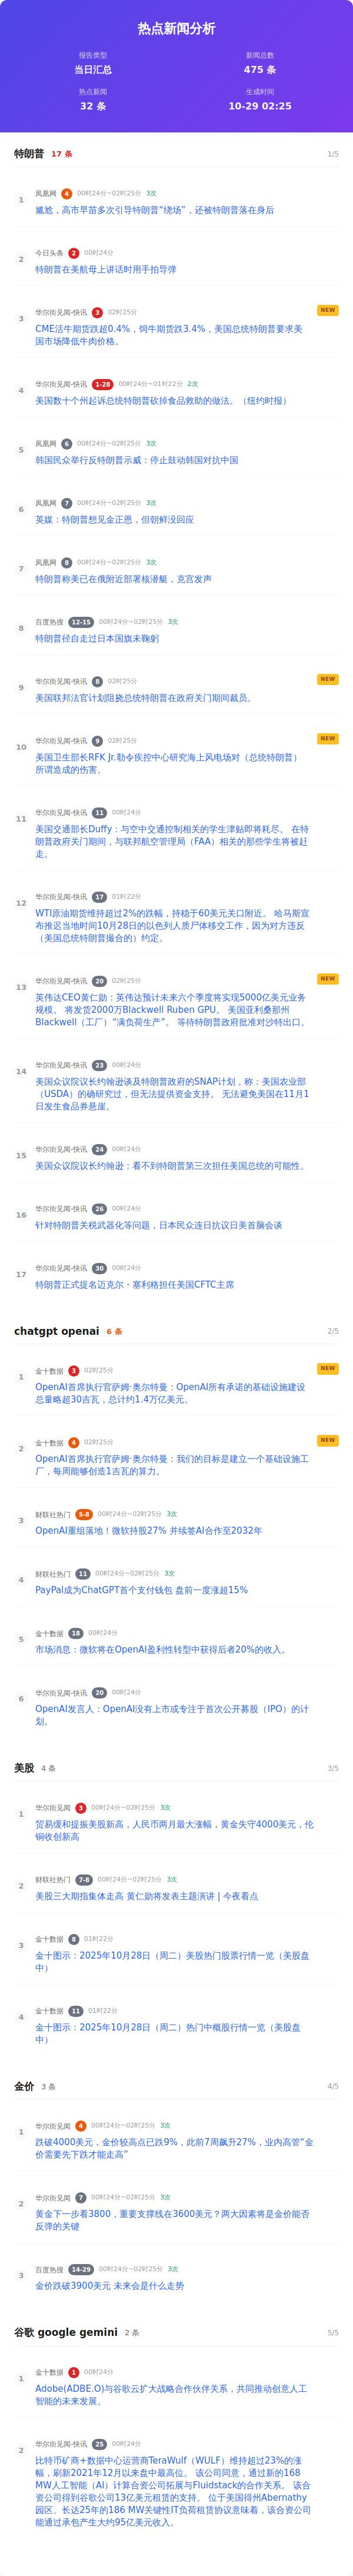 热点新闻分析
报告类型
当日汇总
新闻总数
475 条
热点新闻
32 条
生成时间
10-29 02:25
特朗普 17 条 1/5
1 凤凰网 4 00时24分~02时25分 3次
尴尬，高市早苗多次引导特朗普“绕场”，还被特朗普落在身后
2 今日头条 2 00时24分
特朗普在美航母上讲话时用手拍导弹
3 华尔街见闻-快讯 3 02时25分 NEW
CME活牛期货跌超0.4%，饲牛期货跌3.4%，美国总统特朗普要求美
国市场降低牛肉价格。
4 华尔街见闻-快讯 1-28 00时24分~01时22分 2次
美国数十个州起诉总统特朗普砍掉食品救助的做法。（纽约时报）
5 凤凰网 6 00时24分~02时25分 3次
韩国民众举行反特朗普示威：停止鼓动韩国对抗中国
6 凤凰网 7 00时24分~02时25分 3次
英媒：特朗普想见金正恩，但朝鲜没回应
7 凤凰网 8 00时24分~02时25分 3次
特朗普称美已在俄附近部署核潜艇，克宫发声
8 百度热搜 12-15 00时24分~02时25分 3次
特朗普径自走过日本国旗未鞠躬
9 华尔街见闻-快讯 8 02时25分 NEW
美国联邦法官计划阻挠总统特朗普在政府关门期间裁员。
10 华尔街见闻-快讯 9 02时25分 NEW
美国卫生部长RFK Jr.勒令疾控中心研究海上风电场对（总统特朗普）
所谓造成的伤害。
11 华尔街见闻-快讯 11 00时24分
美国交通部长Duffy：与空中交通控制相关的学生津贴即将耗尽。 在特
朗普政府关门期间，与联邦航空管理局（FAA）相关的那些学生将被赶
走。
12 华尔街见闻-快讯 17 01时22分
WTI原油期货维持超过2%的跌幅，持稳于60美元关口附近。 哈马斯宣
布推迟当地时间10月28日的以色列人质尸体移交工作，因为对方违反
（美国总统特朗普撮合的）约定。
13 华尔街见闻-快讯 20 02时25分 NEW
英伟达CEO黄仁勋：英伟达预计未来六个季度将实现5000亿美元业务
规模。 将发货2000万Blackwell Ruben GPU。 美国亚利桑那州
Blackwell（工厂）“满负荷生产”。 等待特朗普政府批准对沙特出口。
14 华尔街见闻-快讯 23 00时24分
美国众议院议长约翰逊谈及特朗普政府的SNAP计划，称：美国农业部
（USDA）的确研究过，但无法提供资金支持。 无法避免美国在11月1
日发生食品券悬崖。
15 华尔街见闻-快讯 24 00时24分
美国众议院议长约翰逊：看不到特朗普第三次担任美国总统的可能性。
16 华尔街见闻-快讯 26 00时24分
针对特朗普关税武器化等问题，日本民众连日抗议日美首脑会谈
17 华尔街见闻-快讯 30 00时24分
特朗普正式提名迈克尔・塞利格担任美国CFTC主席
chatgpt openai 6 条 2/5
1 金十数据 3 02时25分 NEW
OpenAI首席执行官萨姆·奥尔特曼：OpenAI所有承诺的基础设施建设
总量略超30吉瓦，总计约1.4万亿美元。
2 金十数据 4 02时25分 NEW
OpenAI首席执行官萨姆·奥尔特曼：我们的目标是建立一个基础设施工
厂，每周能够创造1吉瓦的算力。
3 财联社热门 5-8 00时24分~02时25分 3次
OpenAI重组落地！微软持股27% 并续签AI合作至2032年
4 财联社热门 11 00时24分~02时25分 3次
PayPal成为ChatGPT首个支付钱包 盘前一度涨超15%
5 金十数据 18 00时24分
市场消息：微软将在OpenAI盈利性转型中获得后者20%的收入。
6 华尔街见闻-快讯 20 00时24分
OpenAI发言人：OpenAI没有上市或专注于首次公开募股（IPO）的计
划。
美股 4 条 3/5
1 华尔街见闻 3 00时24分~02时25分 3次
贸易缓和提振美股新高，人民币两月最大涨幅，黄金失守4000美元，伦
铜收创新高
2 财联社热门 7-8 00时24分~02时25分 3次
美股三大期指集体走高 黄仁勋将发表主题演讲 | 今夜看点
3 金十数据 8 01时22分
金十图示：2025年10月28日（周二）美股热门股票行情一览（美股盘
中）
4 金十数据 11 01时22分
金十图示：2025年10月28日（周二）热门中概股行情一览（美股盘
中）
金价 3 条 4/5
1 华尔街见闻 4 00时24分~02时25分 3次
跌破4000美元，金价较高点已跌9%，此前7周飙升27%，业内高管“金
价需要先下跌才能走高”
2 华尔街见闻 7 00时24分~02时25分 3次
黄金下一步看3800，重要支撑线在3600美元？两大因素将是金价能否
反弹的关键
3 百度热搜 14-29 00时24分~02时25分 3次
金价跌破3900美元 未来会是什么走势
谷歌 google gemini 2 条 5/5
1 金十数据 1 00时24分
Adobe(ADBE.O)与谷歌云扩大战略合作伙伴关系，共同推动创意人工
智能的未来发展。
2 华尔街见闻-快讯 25 00时24分
比特币矿商+数据中心运营商TeraWulf（WULF）维持超过23%的涨
幅，刷新2021年12月以来盘中最高位。 该公司同意，通过新的168
MW人工智能（AI）计算合资公司拓展与Fluidstack的合作关系。 该合
资公司得到谷歌公司13亿美元租赁的支持。位于美国得州Abernathy
园区、长达25年的186 MW关键性IT负荷租赁协议意味着，该合资公司
能通过承包产生大约95亿美元收入。